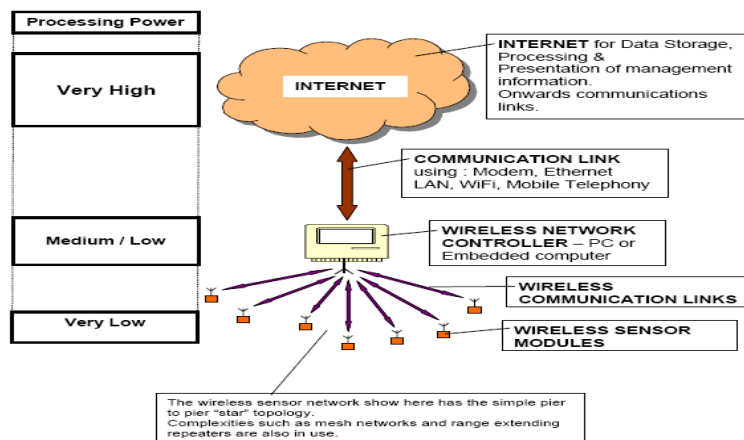 Processing Power
Very High
Medium / Low
Very Low
INTERNET
INTERNET for Data Storage,
Processing &
Presentation of management
information.
Onwards communications
links.
COMMUNICATION LINK
using : Modem, Ethernet
LAN, WiFi, Mobile Telephony
WIRELESS NETWORK
CONTROLLER – PC or
Embedded computer
WIRELESS
COMMUNICATION LINKS
WIRELESS SENSOR
MODULES
The wireless sensor network show here has the simple pier
to pier "star" topology.
Complexities such as mesh networks and range extending
repeaters are also in use.